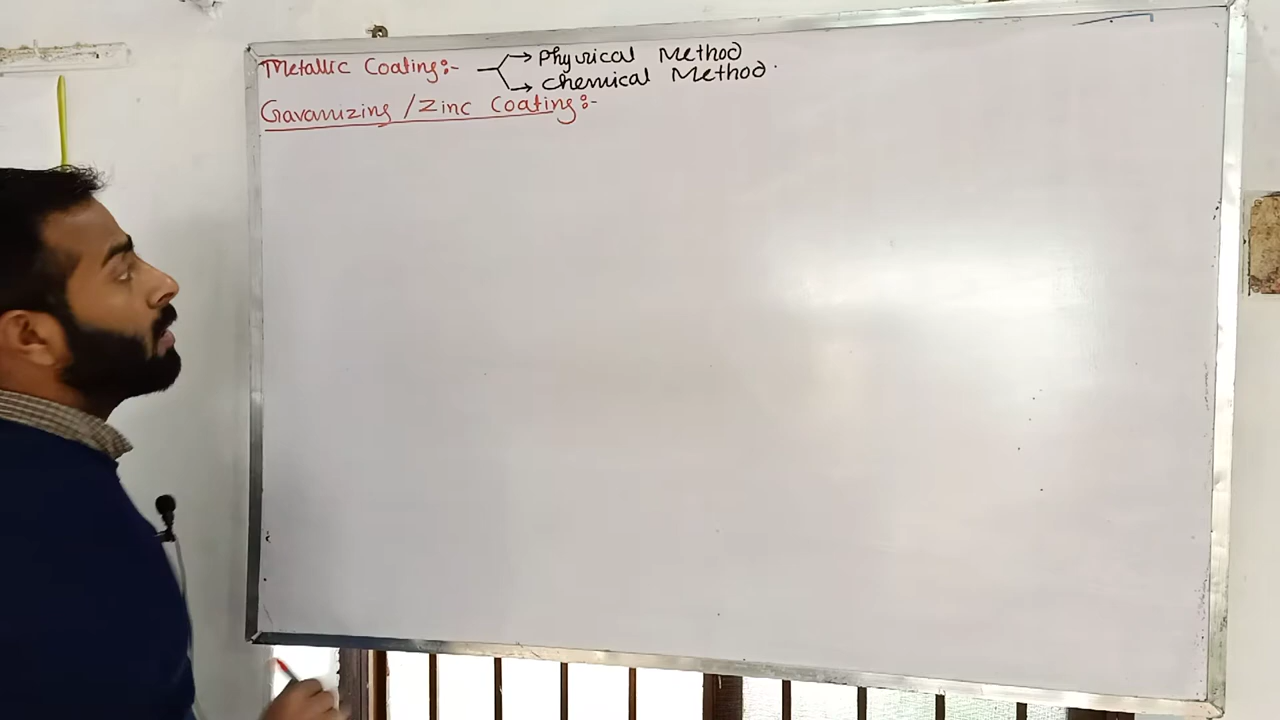 Metallic Coating:- → Physical Method
→ Chemical Method.
Gavanizing / Zinc Coating:-